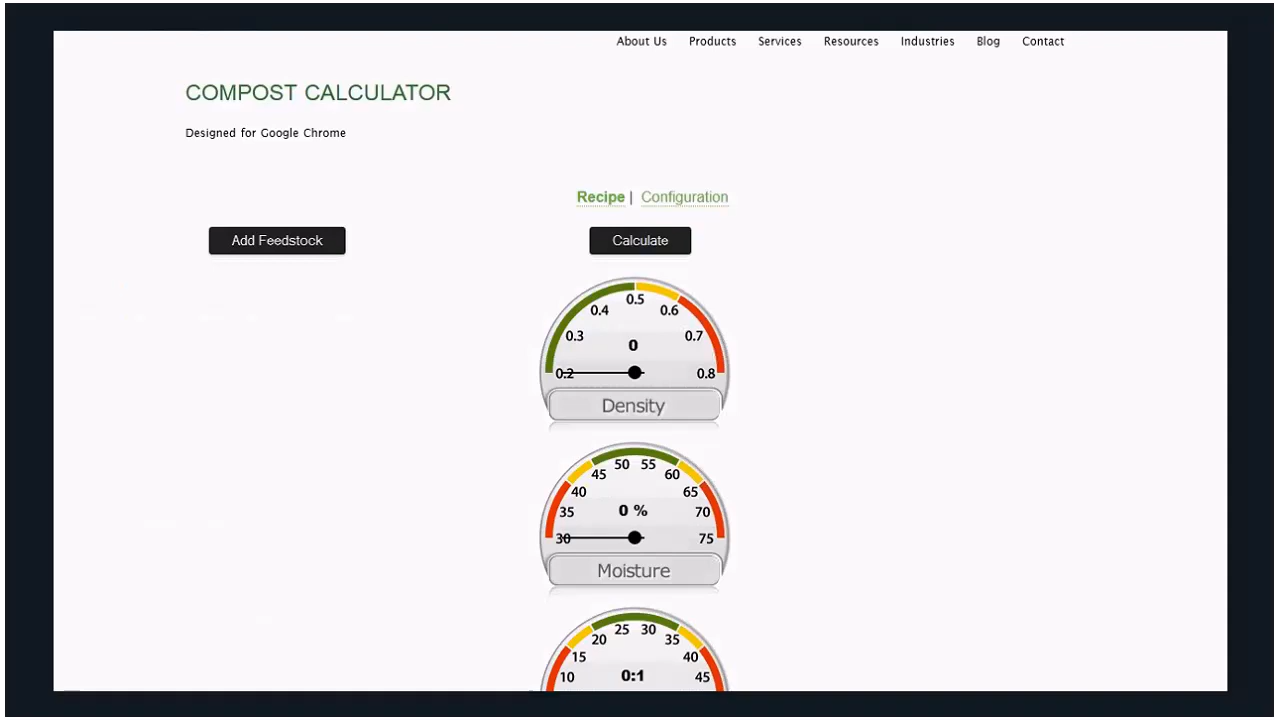 About Us Products Services Resources Industries Blog Contact
COMPOST CALCULATOR
Designed for Google Chrome
Recipe | Configuration
Add Feedstock Calculate
0.5
0.4 0.6
0.3 0.7
0
0.2 0.8
Density
50 55
45 60
40 65
35 0 % 70
30 75
Moisture
25 30
20 35
15 40
10 0:1 45